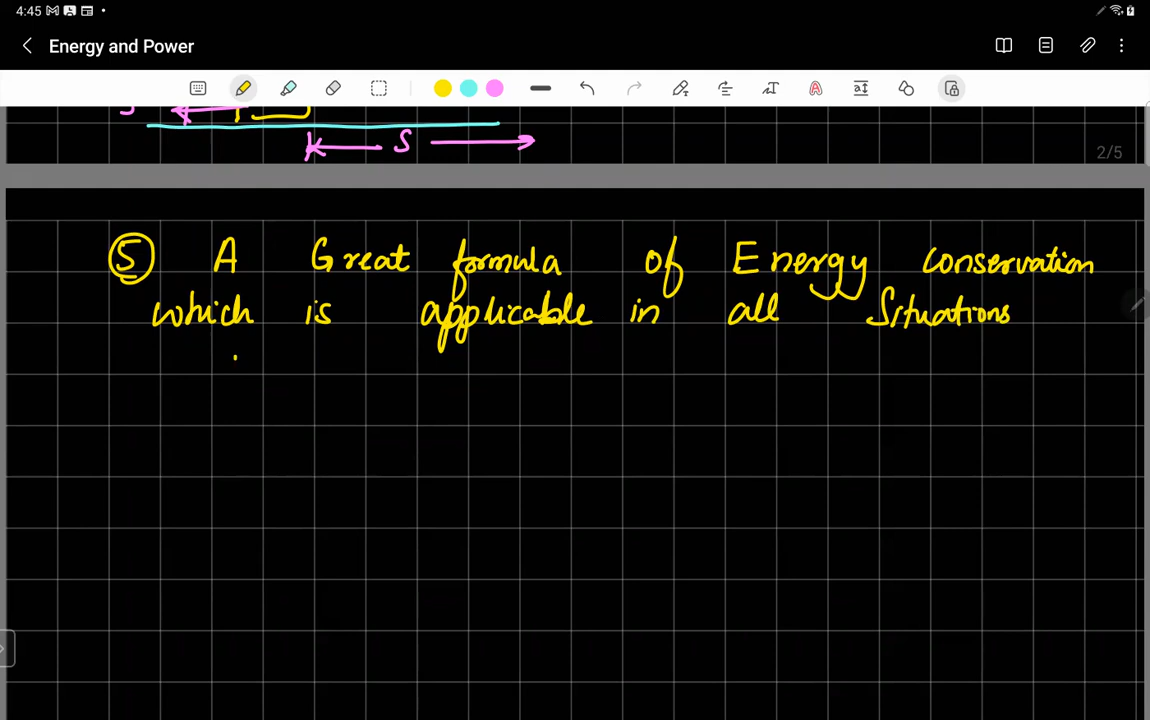 4:45
Energy and Power
S
2/5
5 A Great formula of Energy conservation
which is applicable in all Situations